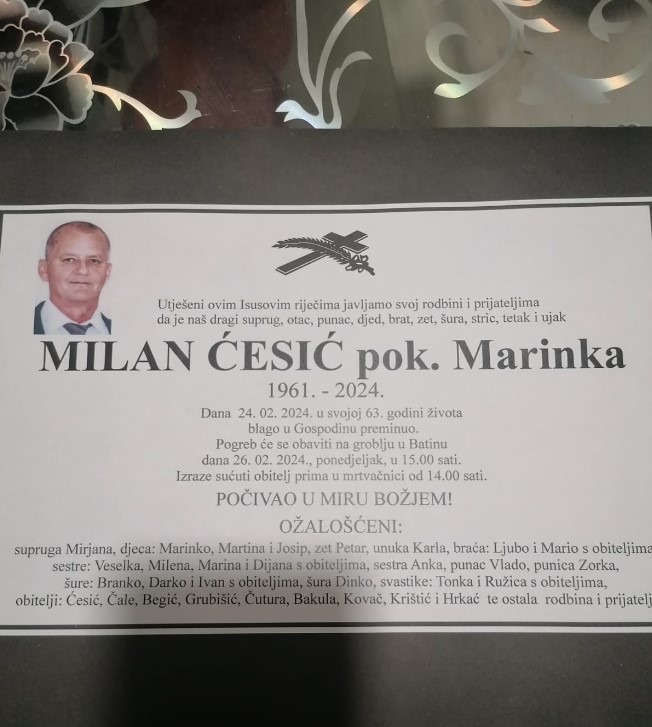 Utješeni ovim Isusovim riječima javljamo svoj rodbini i prijateljima
da je naš dragi suprug, otac, punac, djed, brat, zet, šura, stric, tetak i ujak
MILAN ĆESIĆ pok. Marinka
1961. - 2024.
Dana 24. 02. 2024. u svojoj 63. godini života
blago u Gospodinu preminuo.
Pogreb će se obaviti na groblju u Batinu
dana 26. 02. 2024., ponedjeljak, u 15.00 sati.
Izraze sućuti obitelj prima u mrtvačnici od 14.00 sati.
POČIVAO U MIRU BOŽJEM!
OŽALOŠĆENI:
supruga Mirjana, djeca: Marinko, Martina i Josip, zet Petar, unuka Karla, braća: Ljubo i Mario s obiteljima
sestre: Veselka, Milena, Marina i Dijana s obiteljima, sestra Anka, punac Vlado, punica Zorka,
šure: Branko, Darko i Ivan s obiteljima, šura Dinko, svastike: Tonka i Ružica s obiteljima,
obitelji: Ćesić, Čale, Begić, Grubišić, Čutura, Bakula, Kovač, Krištić i Hrkać te ostala rodbina i prijatelj